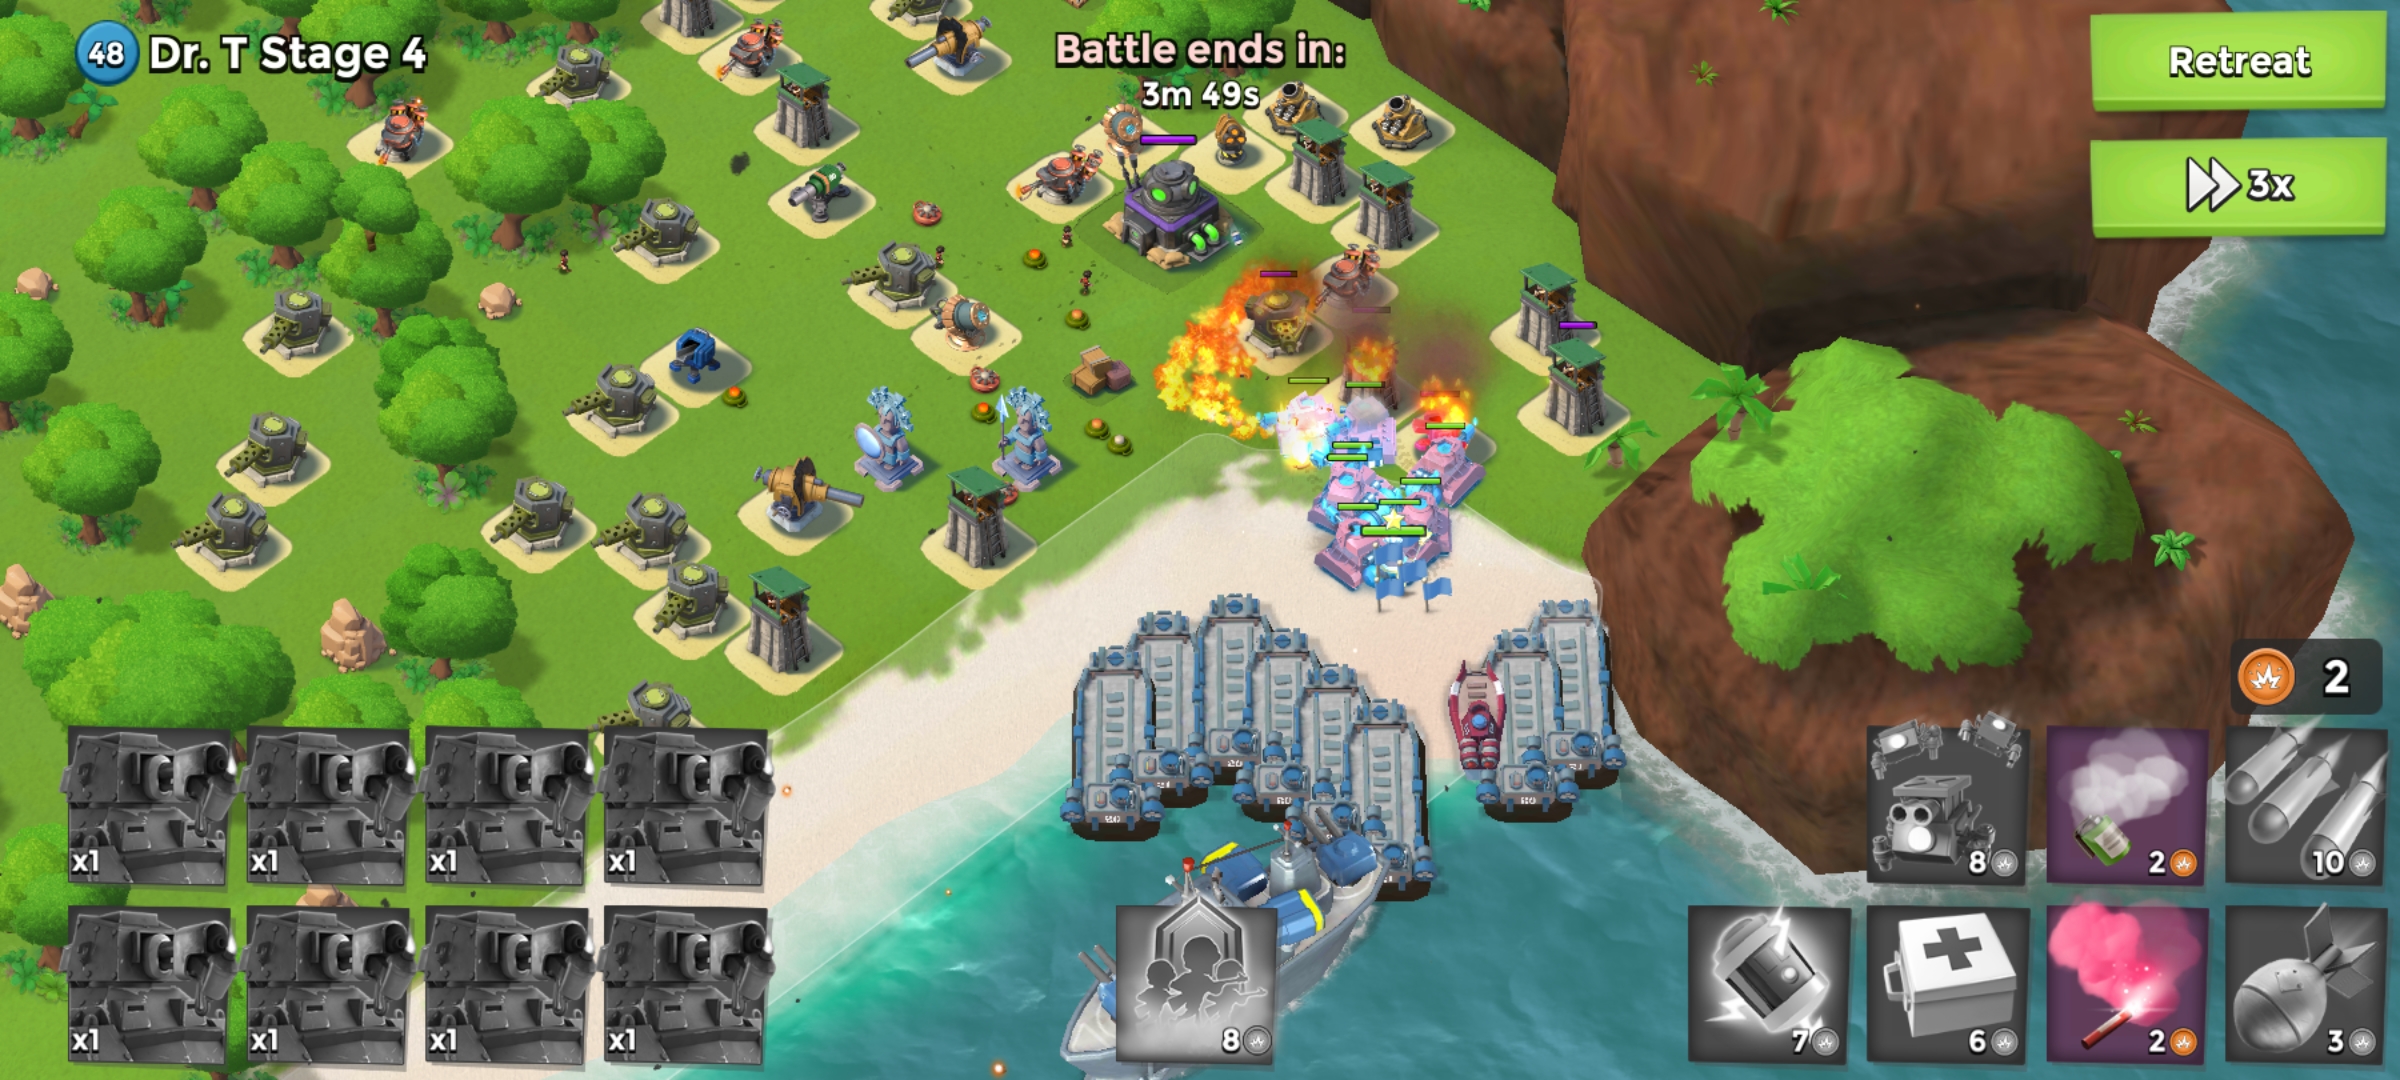 48 Dr. T Stage 4
Battle ends in:
3m 49s
Retreat
3x
2
x1 x1 x1 x1
8 2 10
x1 x1 x1 x1
8 7 6 2 3